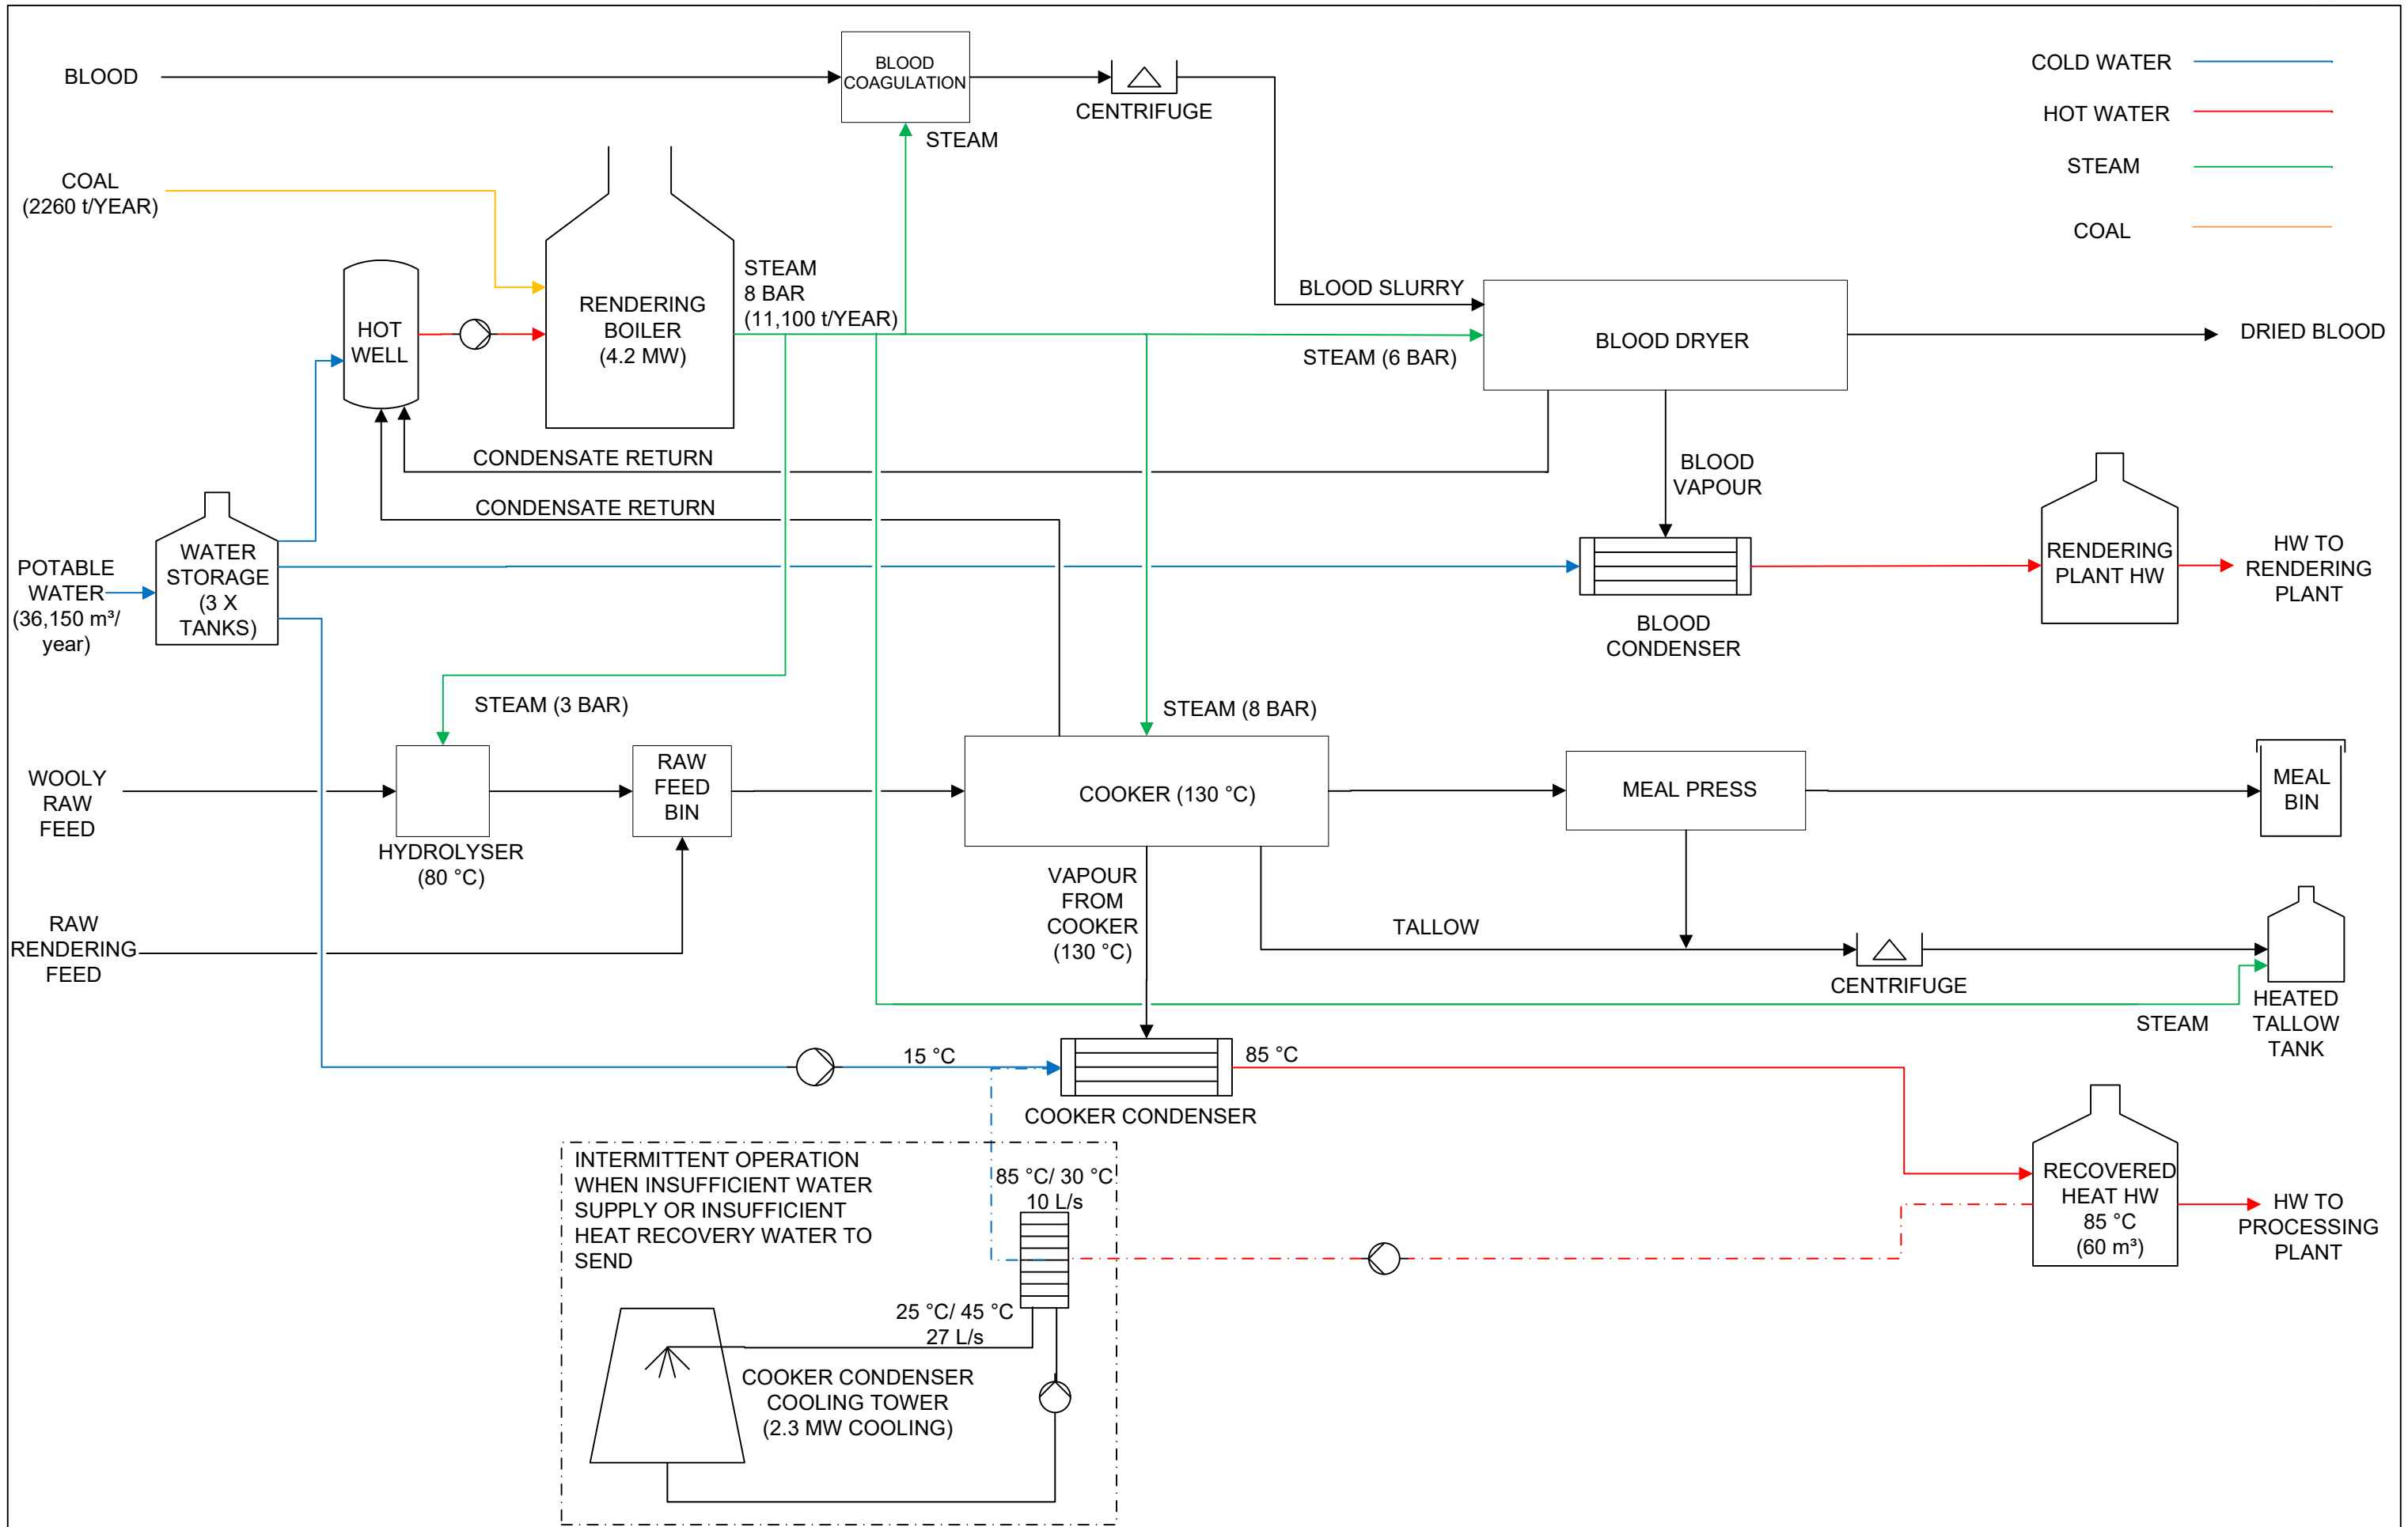 BLOOD
BLOOD
COAGULATION
CENTRIFUGE
STEAM
COLD WATER
HOT WATER
STEAM
COAL
COAL
(2260 t/YEAR)
HOT
WELL
RENDERING
BOILER
(4.2 MW)
STEAM
8 BAR
(11,100 t/YEAR)
BLOOD SLURRY
STEAM (6 BAR)
BLOOD DRYER
DRIED BLOOD
CONDENSATE RETURN
CONDENSATE RETURN
BLOOD
VAPOUR
POTABLE
WATER
(36,150 m³/
year)
WATER
STORAGE
(3 X
TANKS)
BLOOD
CONDENSER
RENDERING
PLANT HW
HW TO
RENDERING
PLANT
STEAM (3 BAR)
STEAM (8 BAR)
WOOLY
RAW
FEED
HYDROLYSER
(80 °C)
RAW
FEED
BIN
COOKER (130 °C)
MEAL PRESS
MEAL
BIN
RAW
RENDERING
FEED
VAPOUR
FROM
COOKER
(130 °C)
TALLOW
CENTRIFUGE
STEAM
HEATED
TALLOW
TANK
15 °C
85 °C
COOKER CONDENSER
INTERMITTENT OPERATION
WHEN INSUFFICIENT WATER
SUPPLY OR INSUFFICIENT
HEAT RECOVERY WATER TO
SEND
85 °C/ 30 °C
10 L/s
25 °C/ 45 °C
27 L/s
COOKER CONDENSER
COOLING TOWER
(2.3 MW COOLING)
RECOVERED
HEAT HW
85 °C
(60 m³)
HW TO
PROCESSING
PLANT